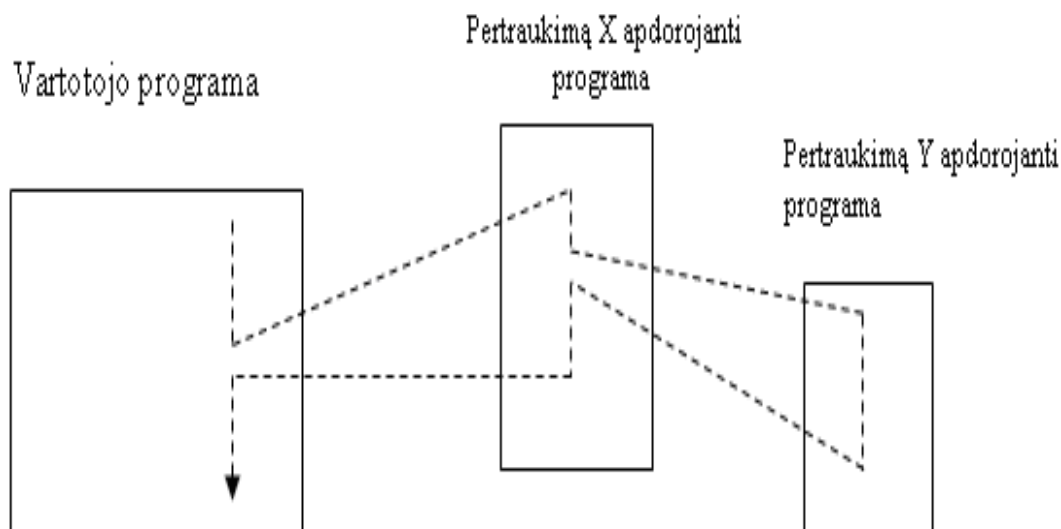 Vartotojo programa
Pertraukimą X apdorojanti
programa
Pertraukimą Y apdorojanti
programa